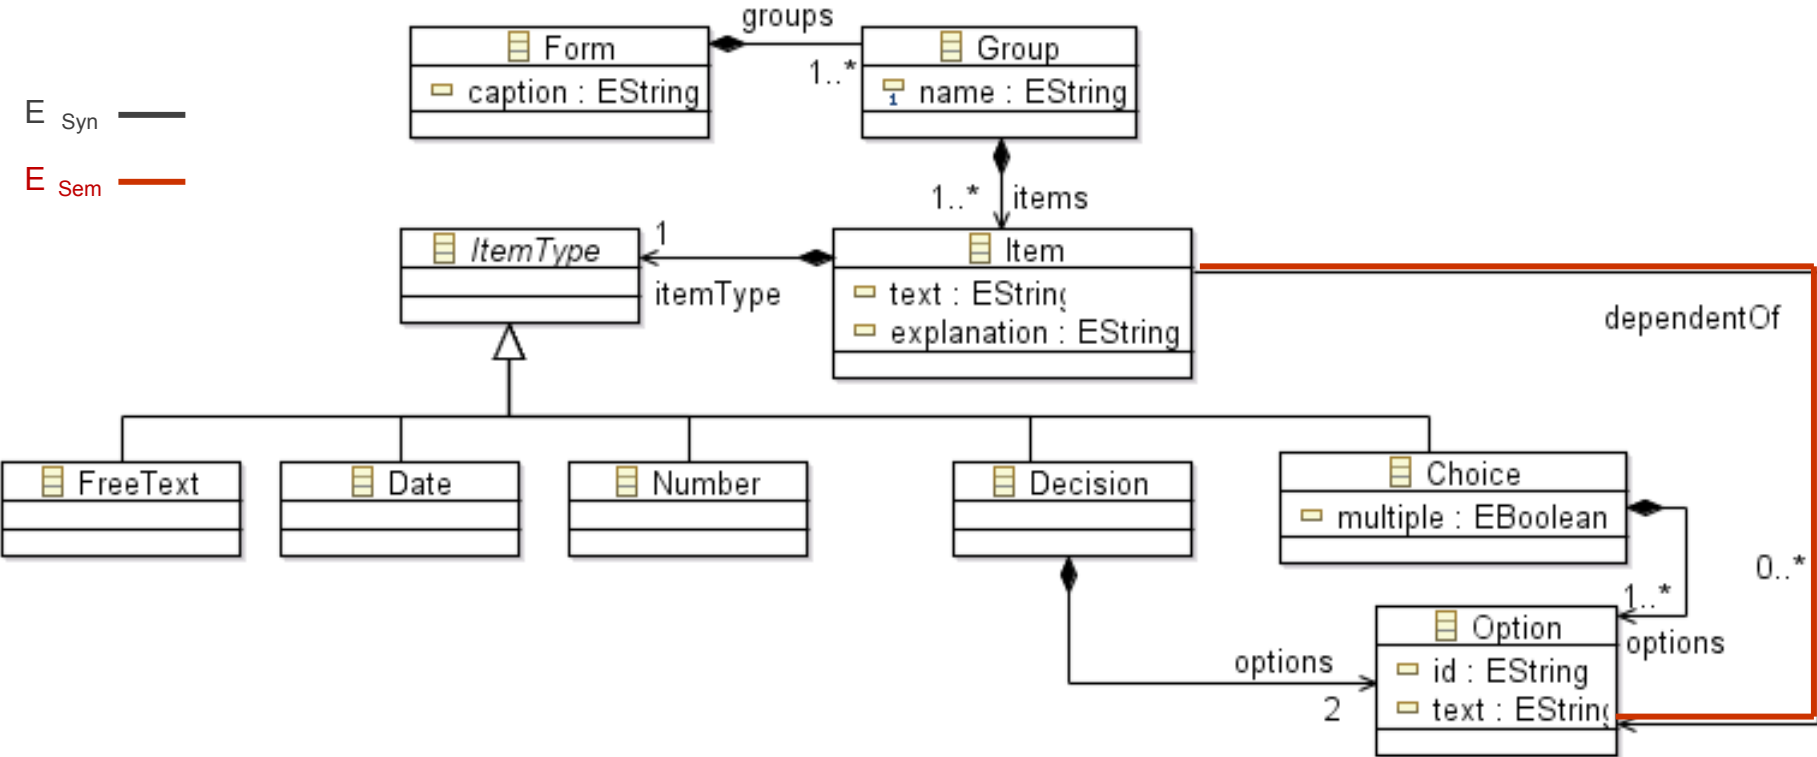 groups
Form
Group
1..*
caption : EString
1
name : EString
E Syn
E Sem
1..*
items
1
ItemType
Item
itemType
text : EString
explanation : EString
dependentOf
FreeText
Date
Number
Decision
Choice
multiple : EBoolean
0..*
1..*
Option
options
options
id : EString
2
text : EString